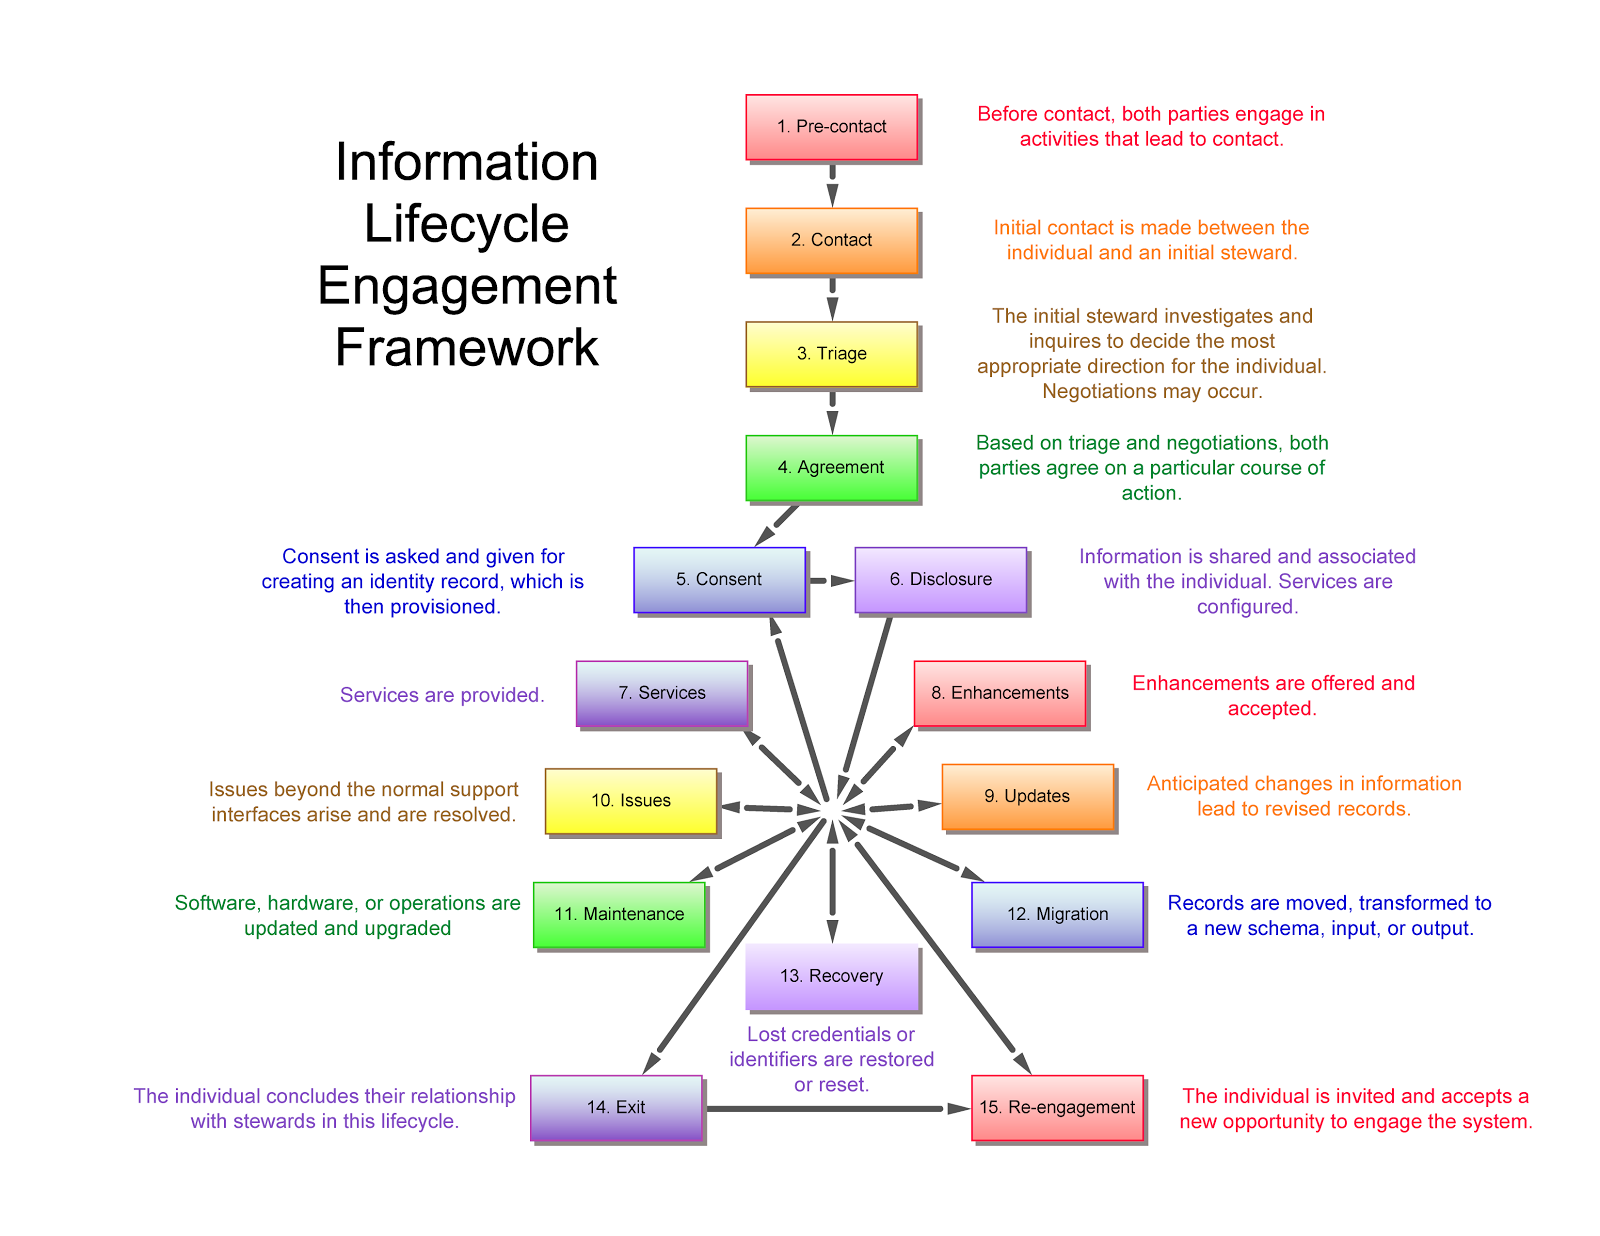 Information
Lifecycle
Engagement
Framework
1. Pre-contact
Before contact, both parties engage in
activities that lead to contact.
2. Contact
Initial contact is made between the
individual and an initial steward.
3. Triage
The initial steward investigates and
inquires to decide the most
appropriate direction for the individual.
Negotiations may occur.
4. Agreement
Based on triage and negotiations, both
parties agree on a particular course of
action.
Consent is asked and given for
creating an identity record, which is
then provisioned.
5. Consent
6. Disclosure
Information is shared and associated
with the individual. Services are
configured.
Services are provided.
7. Services
8. Enhancements
Enhancements are offered and
accepted.
Issues beyond the normal support
interfaces arise and are resolved.
10. Issues
9. Updates
Anticipated changes in information
lead to revised records.
Software, hardware, or operations are
updated and upgraded
11. Maintenance
12. Migration
Records are moved, transformed to
a new schema, input, or output.
13. Recovery
Lost credentials or
identifiers are restored
or reset.
The individual concludes their relationship
with stewards in this lifecycle.
14. Exit
15. Re-engagement
The individual is invited and accepts a
new opportunity to engage the system.